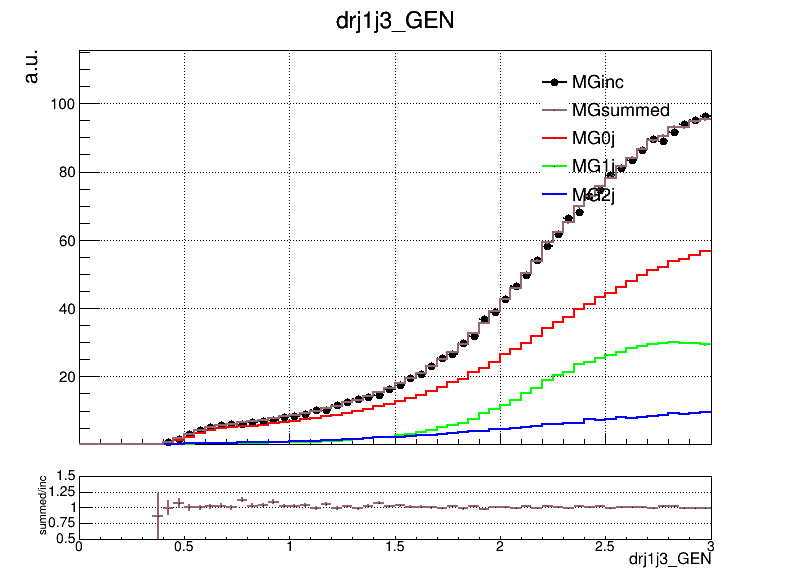 drj1j3_GEN
a.u.
MGinc
MGsummed
MG0j
MG1j
MG2j
100
80
60
40
20
summed/inc
1.5
1.25
1
0.75
0.5
0 0.5 1 1.5 2 2.5 3
drj1j3_GEN